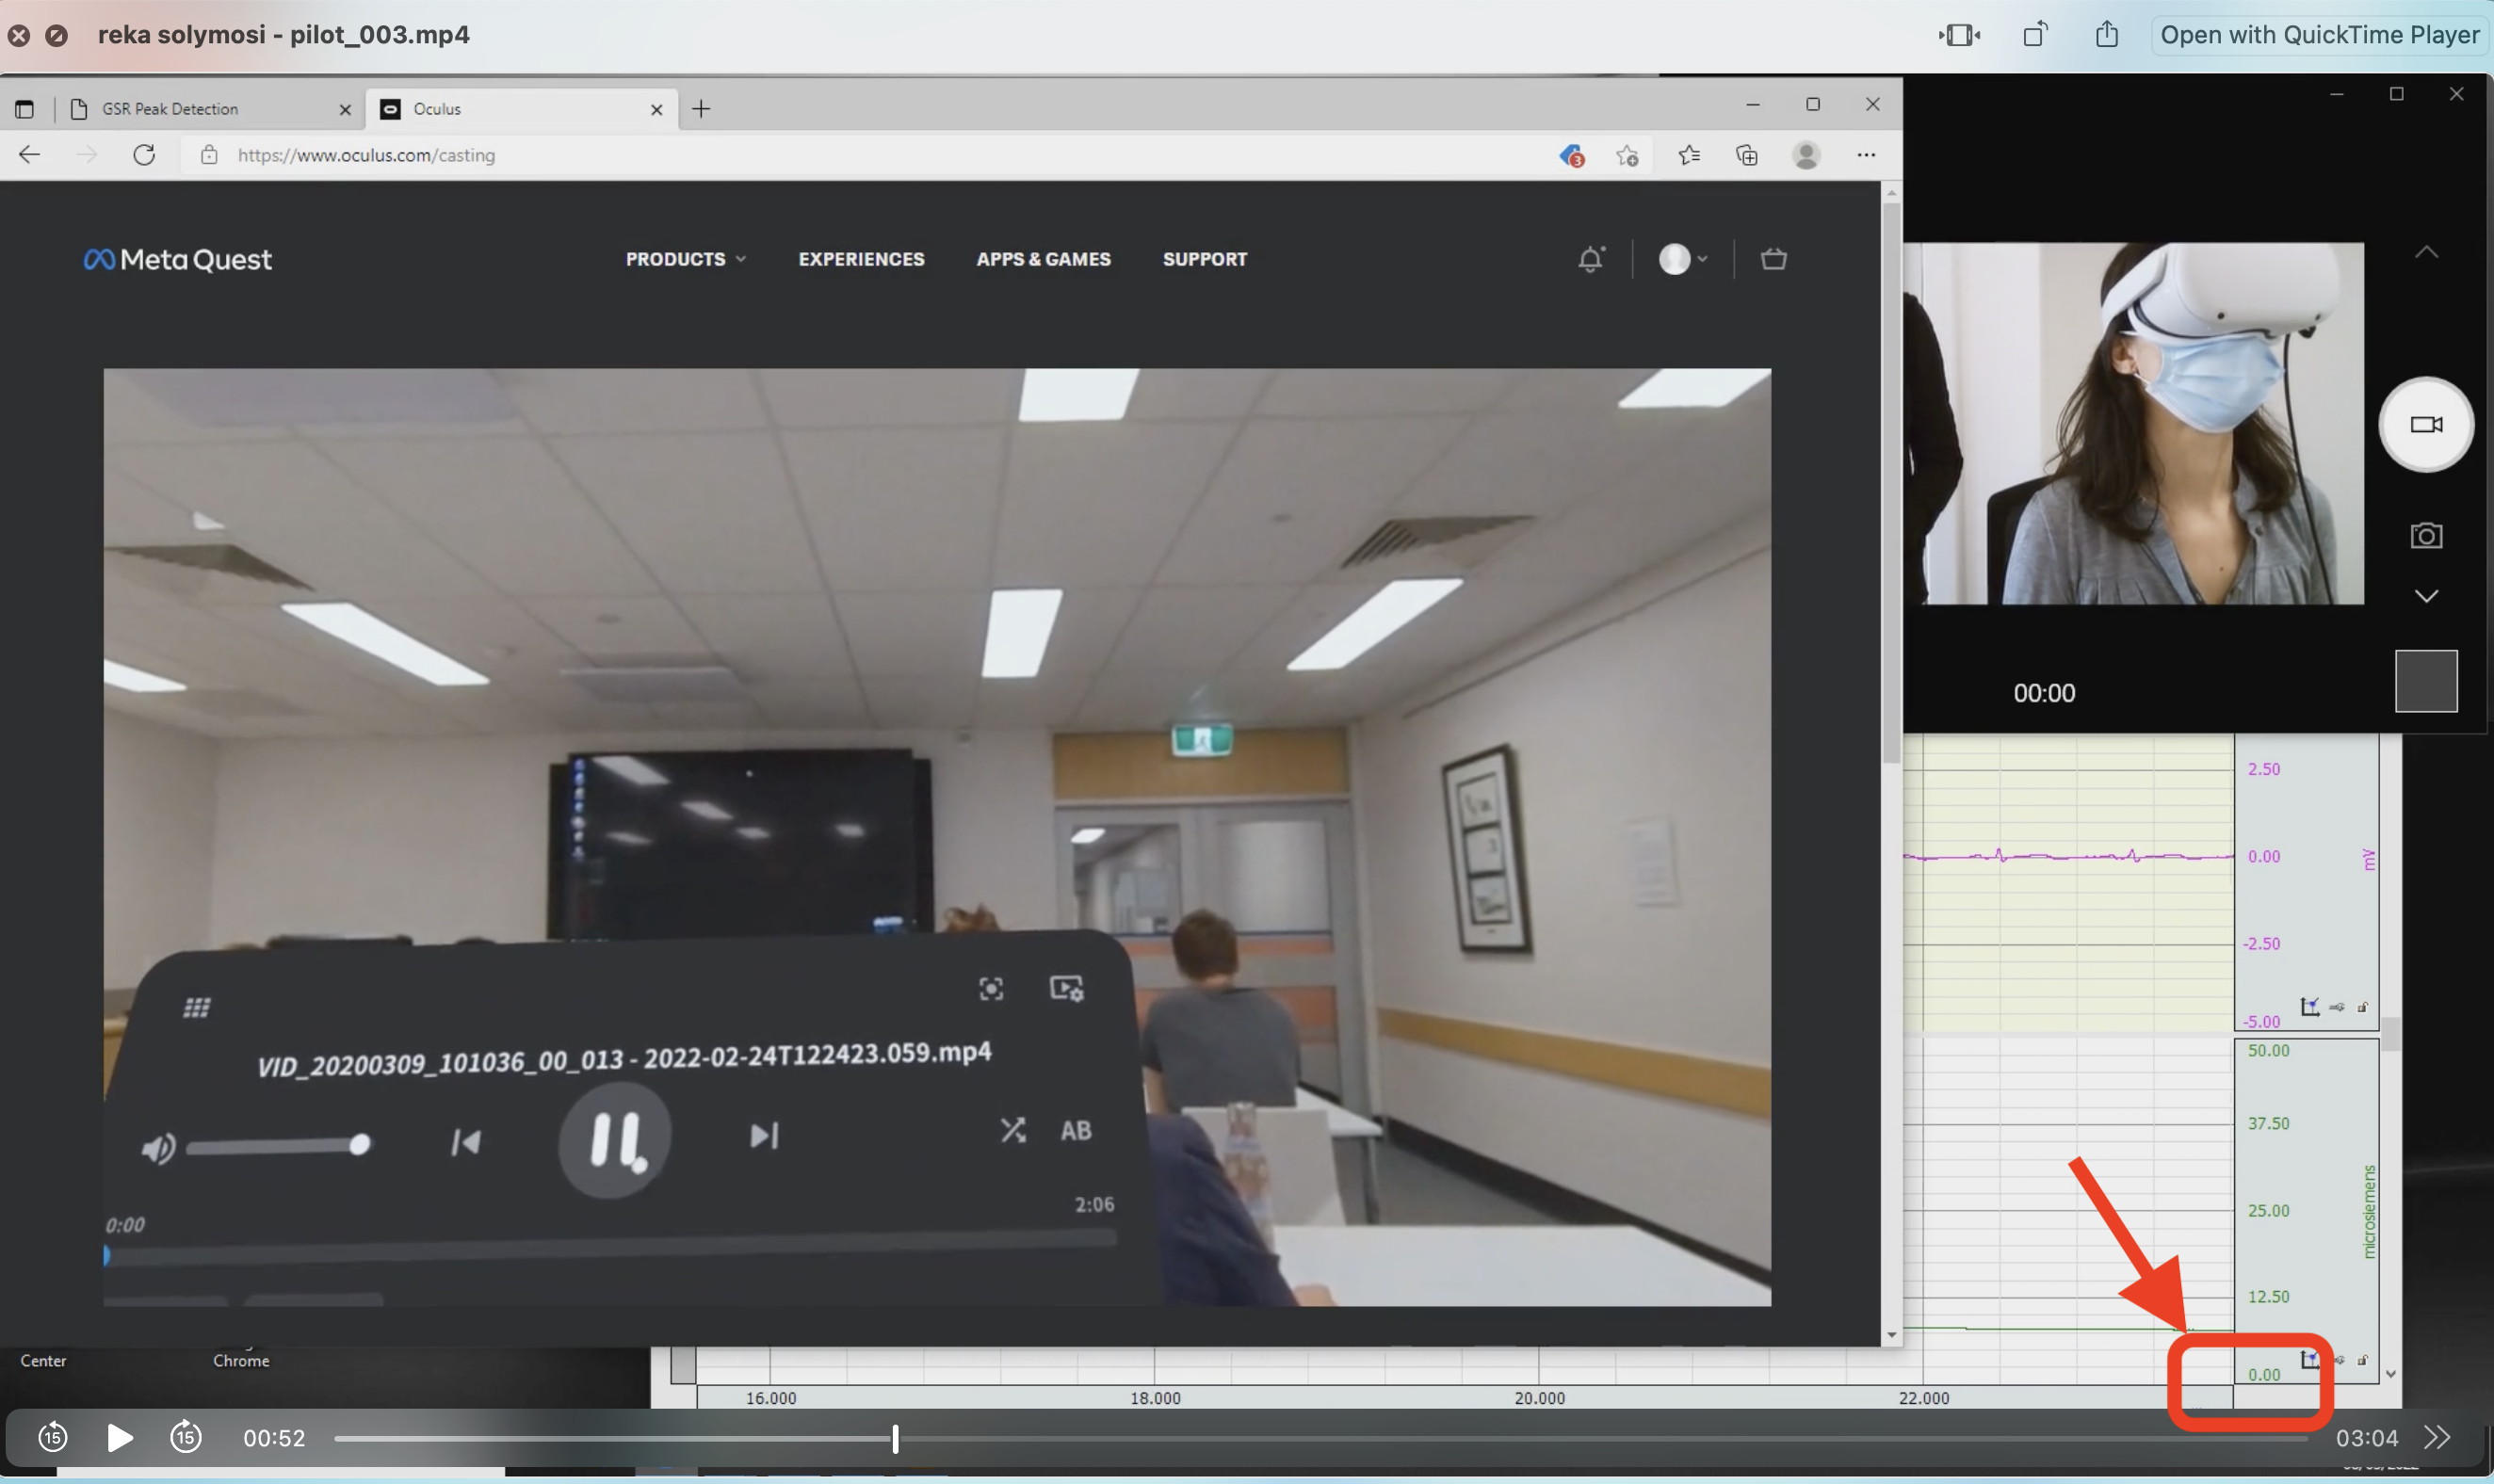 reka solymosi - pilot_003.mp4
Open with QuickTime Player
GSR Peak Detection
Oculus
https://www.oculus.com/casting
3
Meta Quest
PRODUCTS
EXPERIENCES
APPS & GAMES
SUPPORT
00:00
2.50
0.00
mV
-2.50
-5.00
VID_20200309_101036_00_013 - 2022-02-24T122423.059.mp4
AB
2:06
0:00
50.00
37.50
25.00
microsiemens
12.50
0.00
Center
Chrome
16.000
18.000
20.000
22.000
15
15
00:52
03:04